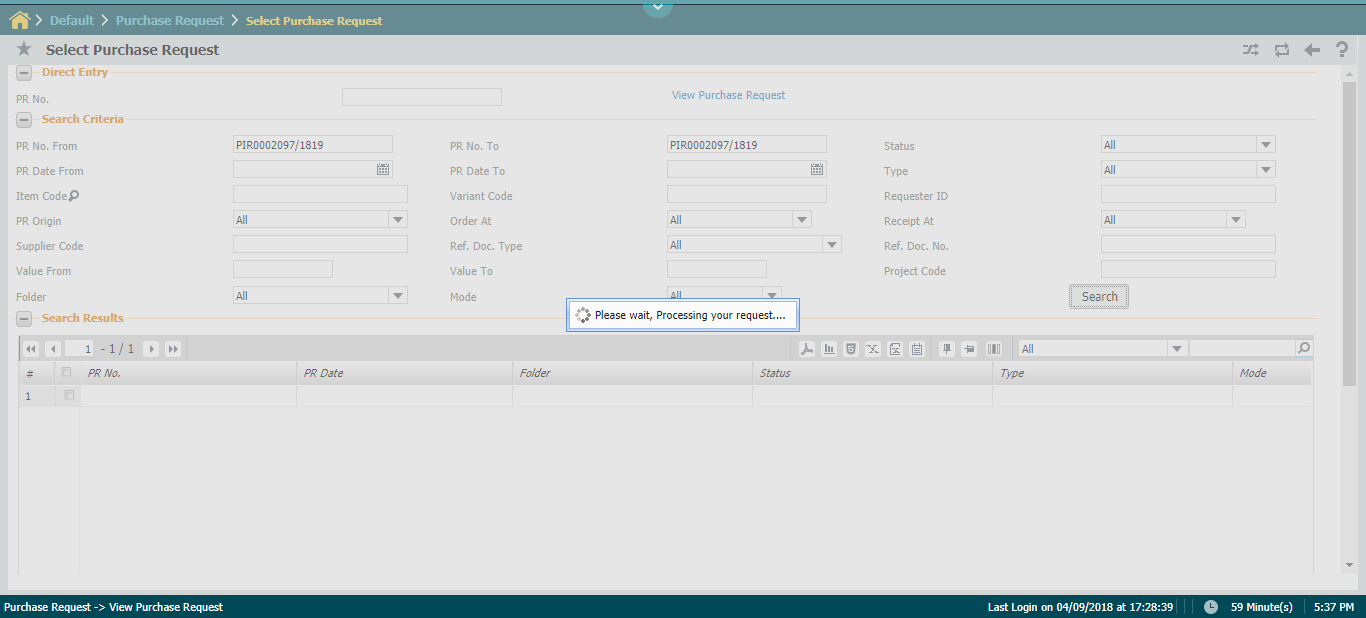 Default Purchase Request Select Purchase Request
Select Purchase Request
Direct Entry
PR No. View Purchase Request
Search Criteria
PR No. From PIR0002097/1819 PR No. To PIR0002097/1819 Status All
PR Date From PR Date To Type All
Item Code Variant Code Requester ID
PR Origin All Order At All Receipt At All
Supplier Code Ref. Doc. Type All Ref. Doc. No.
Value From Value To Project Code
Folder All Mode All Search
Please wait, Processing your request....
Search Results
1 - 1 / 1 All
# PR No. PR Date Folder Status Type Mode
1
Purchase Request -> View Purchase Request Last Login on 04/09/2018 at 17:28:39 59 Minute(s) 5:37 PM